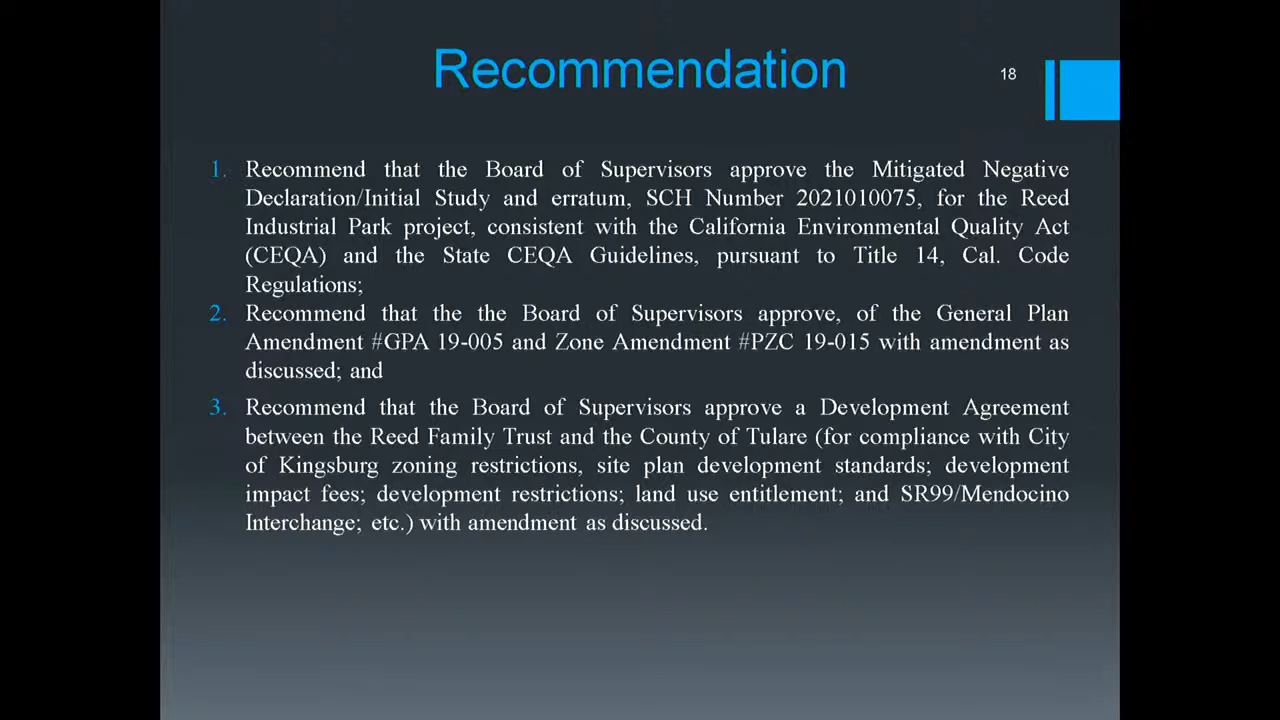 Recommendation
18
1. Recommend that the Board of Supervisors approve the Mitigated Negative
Declaration/Initial Study and erratum, SCH Number 2021010075, for the Reed
Industrial Park project, consistent with the California Environmental Quality Act
(CEQA) and the State CEQA Guidelines, pursuant to Title 14, Cal. Code
Regulations;
2. Recommend that the the Board of Supervisors approve, of the General Plan
Amendment #GPA 19-005 and Zone Amendment #PZC 19-015 with amendment as
discussed; and
3. Recommend that the Board of Supervisors approve a Development Agreement
between the Reed Family Trust and the County of Tulare (for compliance with City
of Kingsburg zoning restrictions, site plan development standards; development
impact fees; development restrictions; land use entitlement; and SR99/Mendocino
Interchange; etc.) with amendment as discussed.